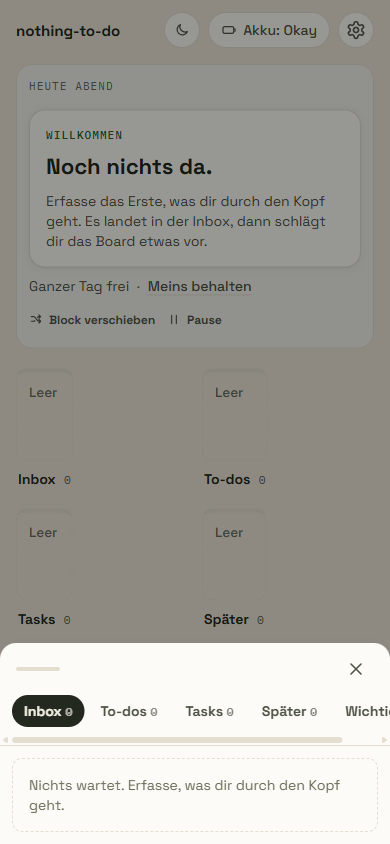 nothing-to-do
Akku: Okay
HEUTE ABEND
WILLKOMMEN
Noch nichts da.
Erfasse das Erste, was dir durch den Kopf
geht. Es landet in der Inbox, dann schlägt
dir das Board etwas vor.
Ganzer Tag frei · Meins behalten
Block verschieben Pause
Leer Leer
Inbox 0 To-dos 0
Leer Leer
Tasks 0 Später 0
Inbox 0 To-dos 0 Tasks 0 Später 0 Wichti
Nichts wartet. Erfasse, was dir durch den Kopf
geht.